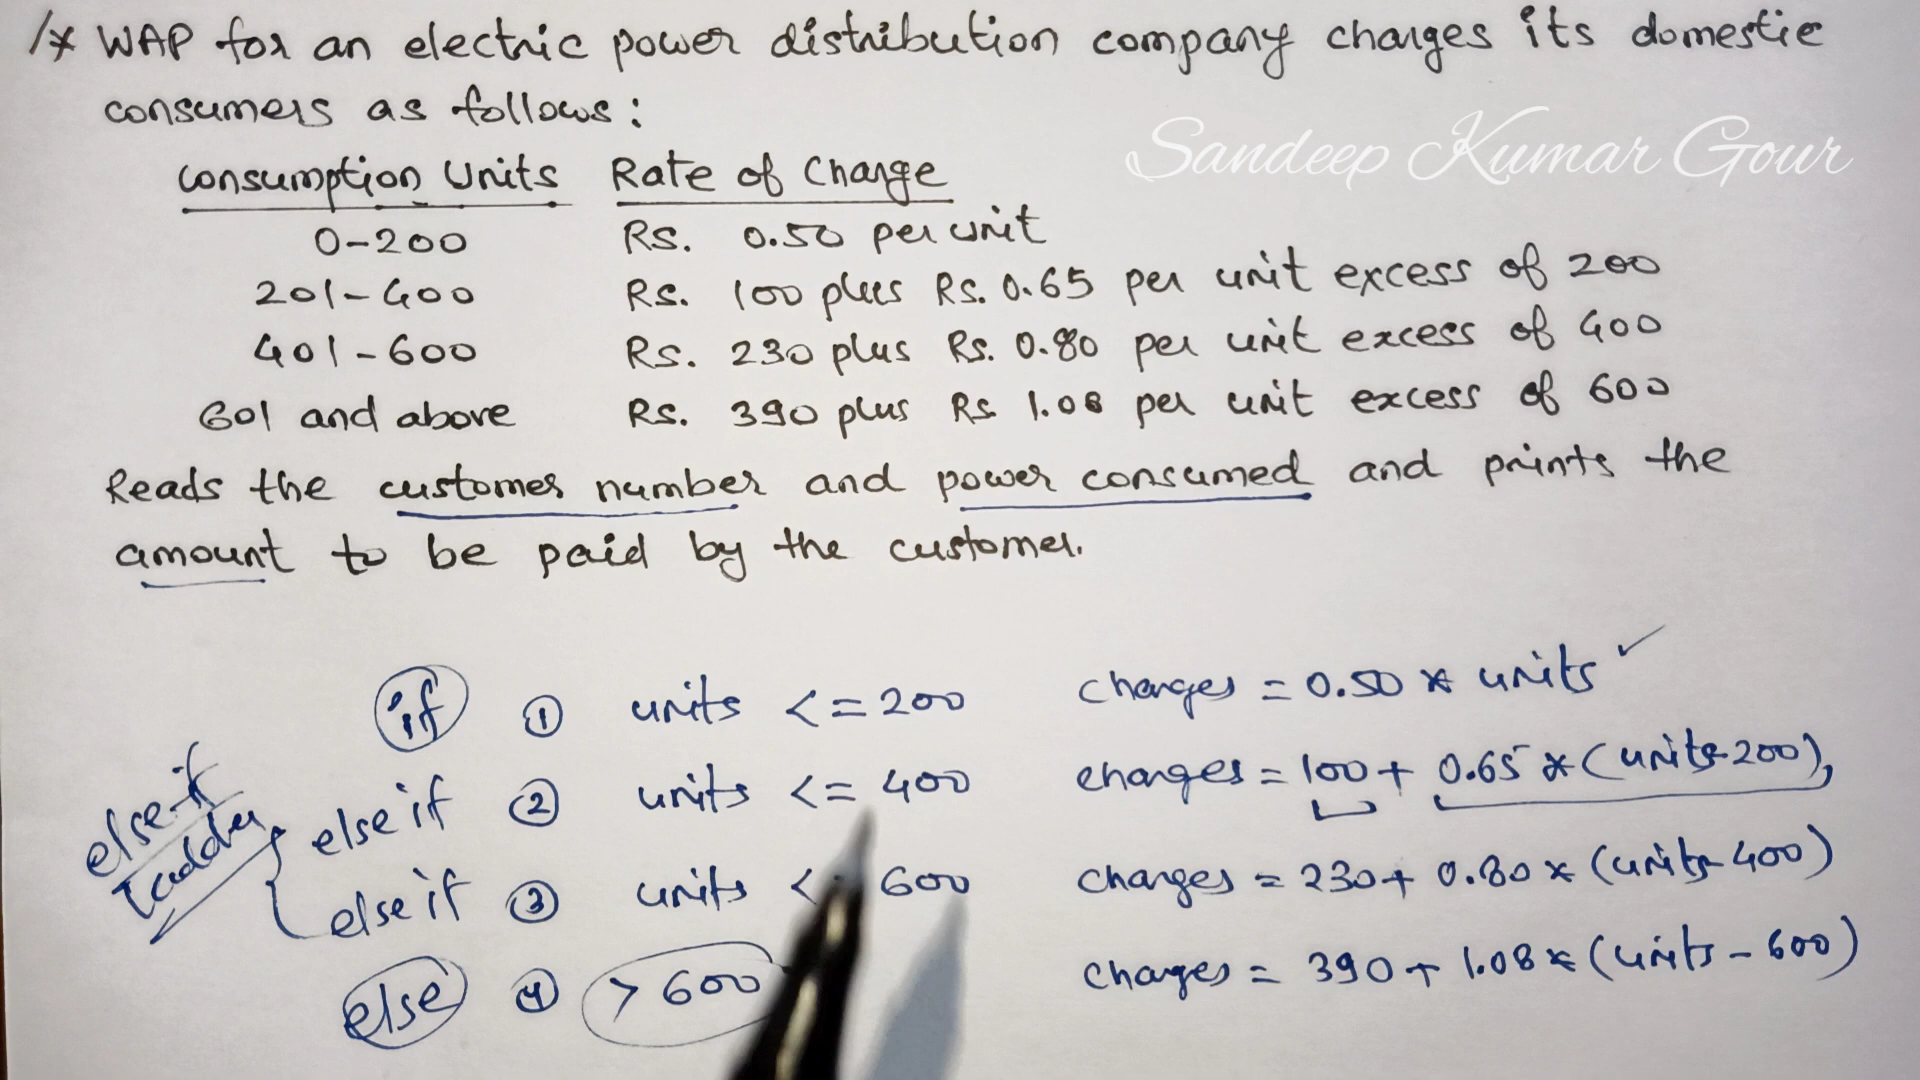 /* WAP for an electric power distribution company charges its domestic
consumers as follows:
Sandeep Kumar Gour
Consumption Units Rate of Charge
0-200 Rs. 0.50 per unit
201-400 Rs. 100 plus Rs. 0.65 per unit excess of 200
401-600 Rs. 230 plus Rs. 0.80 per unit excess of 400
601 and above Rs. 390 plus Rs 1.08 per unit excess of 600
Reads the customer number and power consumed and prints the
amount to be paid by the customer.
if ① units <= 200 charges = 0.50 * units ✓
else if ② units <= 400 charges = 100 + 0.65 * (units-200),
else if ③ units < 600 charges = 230 + 0.80 * (units-400)
else ④ > 600 charges = 390 + 1.08 * (units - 600)
else-if
ladder